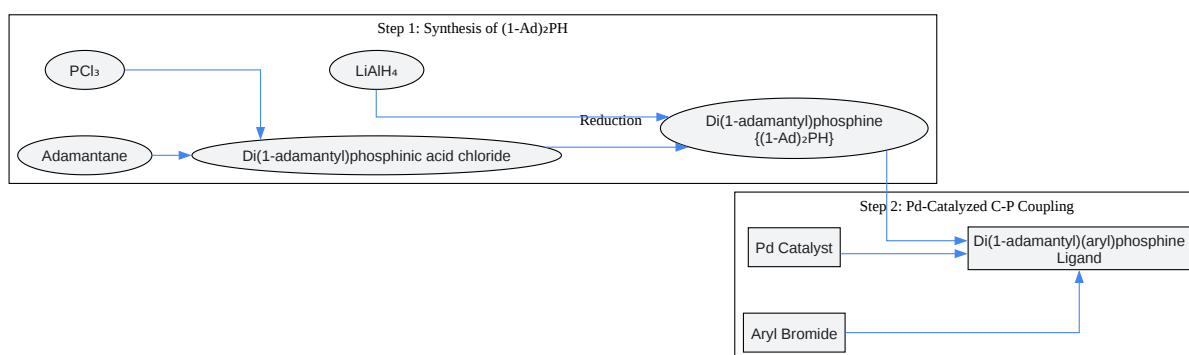 Step 1: Synthesis of (1-Ad)₂PH
PCl₃
LiAlH₄
Reduction
Di(1-adamantyl)phosphine
{(1-Ad)₂PH}
Adamantane
Di(1-adamantyl)phosphinic acid chloride
Step 2: Pd-Catalyzed C-P Coupling
Pd Catalyst
Di(1-adamantyl)(aryl)phosphine
Ligand
Aryl Bromide